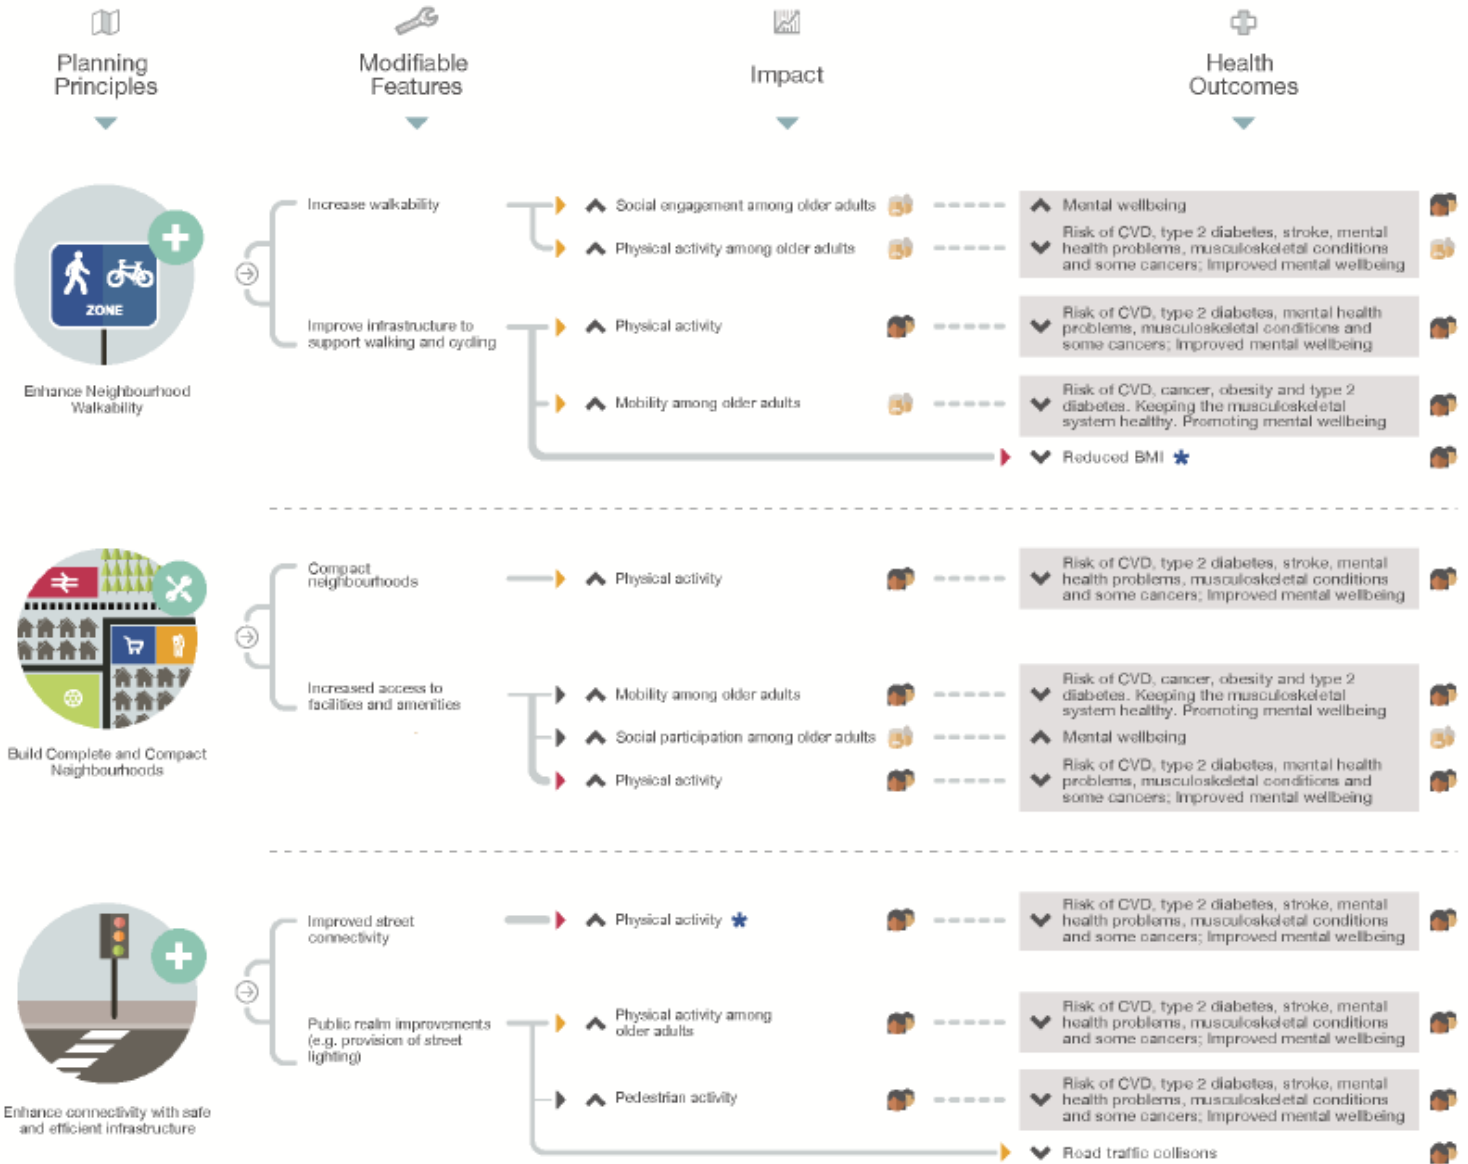 Planning
Principles
Modifiable
Features
Impact
Health
Outcomes
ZONE
Enhance Neighbourhood
Walkability
Increase walkability
Social engagement among older adults
Mental wellbeing
Physical activity among older adults
Risk of CVD, type 2 diabetes, stroke, mental
health problems, musculoskeletal conditions
and some cancers; Improved mental wellbeing
Improve infrastructure to
support walking and cycling
Physical activity
Risk of CVD, type 2 diabetes, mental health
problems, musculoskeletal conditions and
some cancers; Improved mental wellbeing
Mobility among older adults
Risk of CVD, cancer, obesity and type 2
diabetes. Keeping the musculoskeletal
system healthy. Promoting mental wellbeing
Reduced BMI *
Build Complete and Compact
Neighbourhoods
Compact
neighbourhoods
Physical activity
Risk of CVD, type 2 diabetes, stroke, mental
health problems, musculoskeletal conditions
and some cancers; Improved mental wellbeing
Increased access to
facilities and amenities
Mobility among older adults
Risk of CVD, cancer, obesity and type 2
diabetes. Keeping the musculoskeletal
system healthy. Promoting mental wellbeing
Social participation among older adults
Mental wellbeing
Physical activity
Risk of CVD, type 2 diabetes, mental health
problems, musculoskeletal conditions and
some cancers; Improved mental wellbeing
Enhance connectivity with safe
and efficient infrastructure
Improved street
connectivity
Physical activity *
Risk of CVD, type 2 diabetes, stroke, mental
health problems, musculoskeletal conditions
and some cancers; Improved mental wellbeing
Public realm improvements
(e.g. provision of street
lighting)
Physical activity among
older adults
Risk of CVD, type 2 diabetes, stroke, mental
health problems, musculoskeletal conditions
and some cancers; Improved mental wellbeing
Pedestrian activity
Risk of CVD, type 2 diabetes, stroke, mental
health problems, musculoskeletal conditions
and some cancers; Improved mental wellbeing
Road traffic collisons